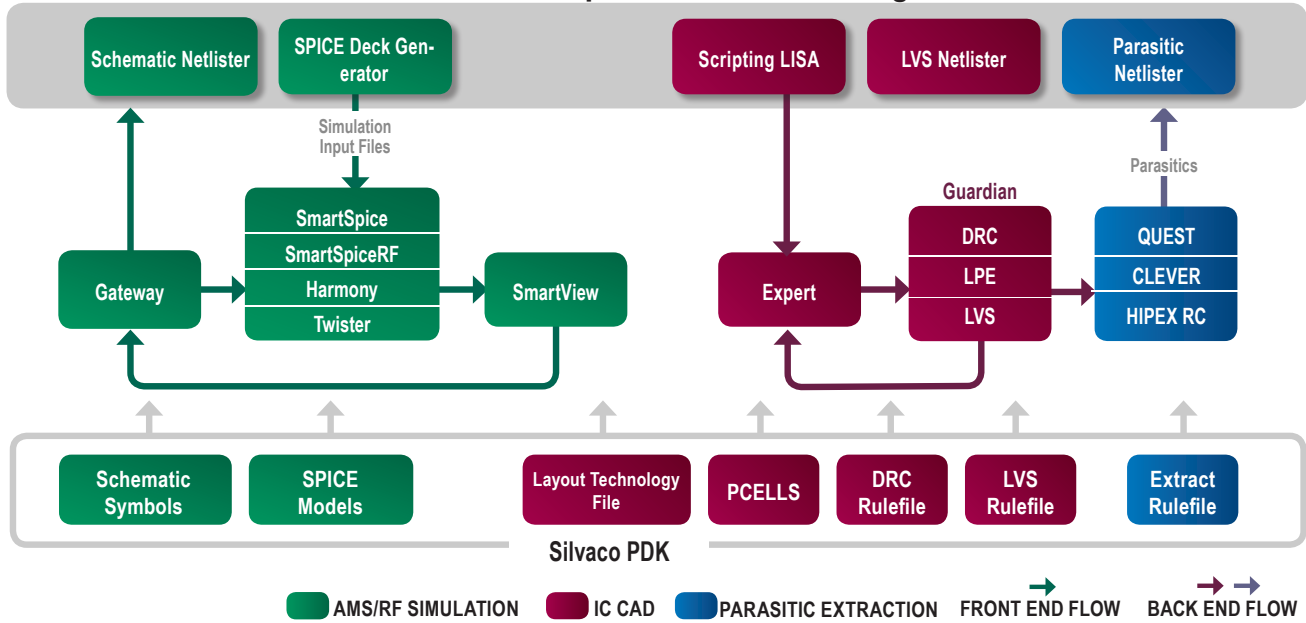 Schematic Netlister
SPICE Deck Gen-
erator
Scripting LISA
LVS Netlister
Parasitic
Netlister
Simulation
Input Files
Parasitics
Guardian
SmartSpice
SmartSpiceRF
Harmony
Twister
Gateway
SmartView
Expert
DRC
LPE
LVS
QUEST
CLEVER
HIPEX RC
Schematic
Symbols
SPICE
Models
Layout Technology
File
PCELLS
DRC
Rulefile
LVS
Rulefile
Extract
Rulefile
Silvaco PDK
AMS/RF SIMULATION
IC CAD
PARASITIC EXTRACTION
FRONT END FLOW
BACK END FLOW